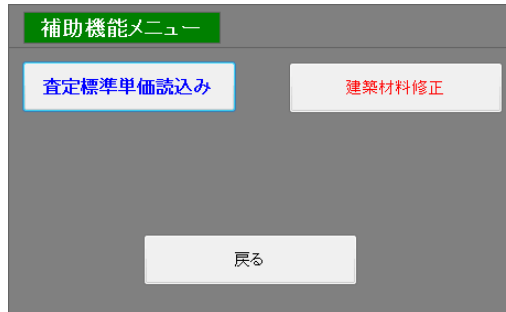 補助機能メニュー
査定標準単価読込み
建築材料修正
戻る